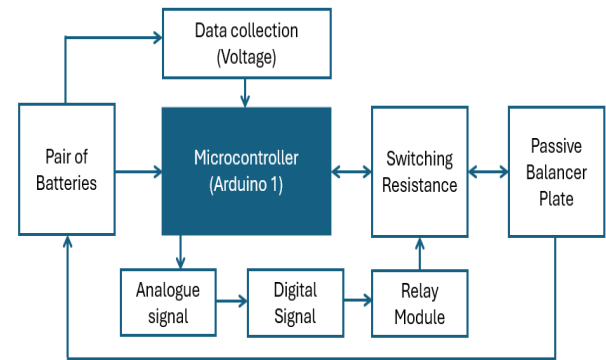 Data collection
(Voltage)
Pair of
Batteries
Microcontroller
(Arduino 1)
Switching
Resistance
Passive
Balancer
Plate
Analogue
signal
Digital
Signal
Relay
Module